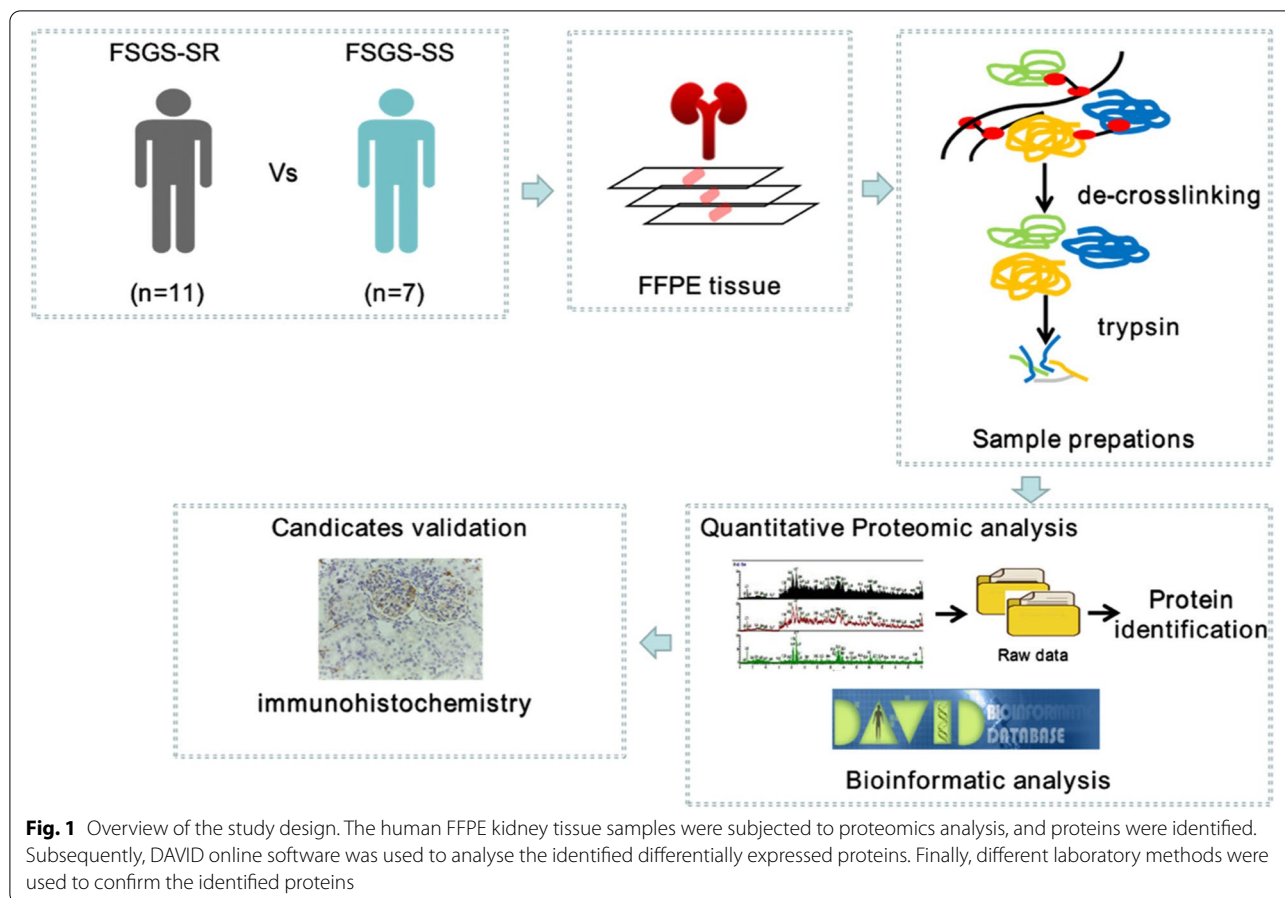 FSGS-SR
FSGS-SS
Vs
(n=11)
(n=7)
FFPE tissue
de-crosslinking
trypsin
Sample prepations
Quantitative Proteomic analysis
Raw data
Protein
identification
DAVID
DATABASE
Bioinformatic analysis
Candicates validation
immunohistochemistry
Fig. 1 Overview of the study design. The human FFPE kidney tissue samples were subjected to proteomics analysis, and proteins were identified.
Subsequently, DAVID online software was used to analyse the identified differentially expressed proteins. Finally, different laboratory methods were
used to confirm the identified proteins